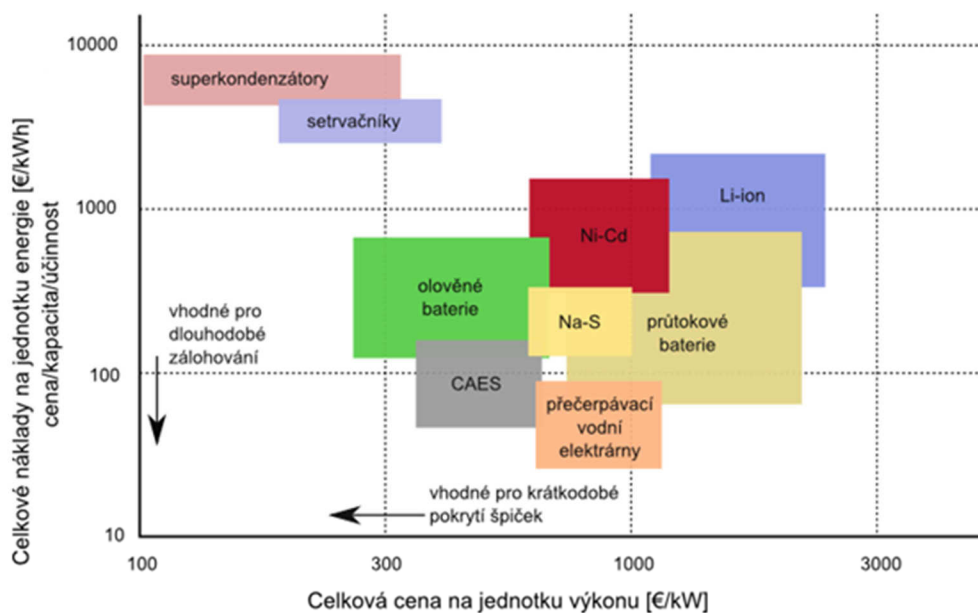 Celkové náklady na jednotku energie [€/kWh]
cena/kapacita/účinnost
10000
1000
100
10
superkondenzátory
setrvačníky
Li-ion
Ni-Cd
olověné
baterie
Na-S
průtokové
baterie
vhodné pro
dlouhodobé
zálohování
CAES
přečerpávací
vodní
elektrárny
vhodné pro krátkodobé
pokrytí špiček
100
300
1000
3000
Celková cena na jednotku výkonu [€/kW]